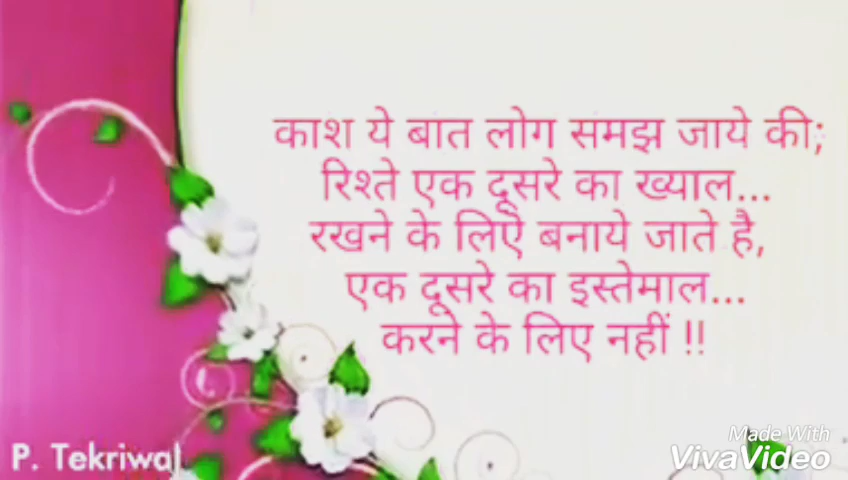 काश ये बात लोग समझ जाये की;
रिश्ते एक दूसरे का ख्याल...
रखने के लिऐ बनाये जाते है,
एक दूसरे का इस्तेमाल...
करने के लिए नहीं !!
P. Tekriwal
Made With
VivaVideo